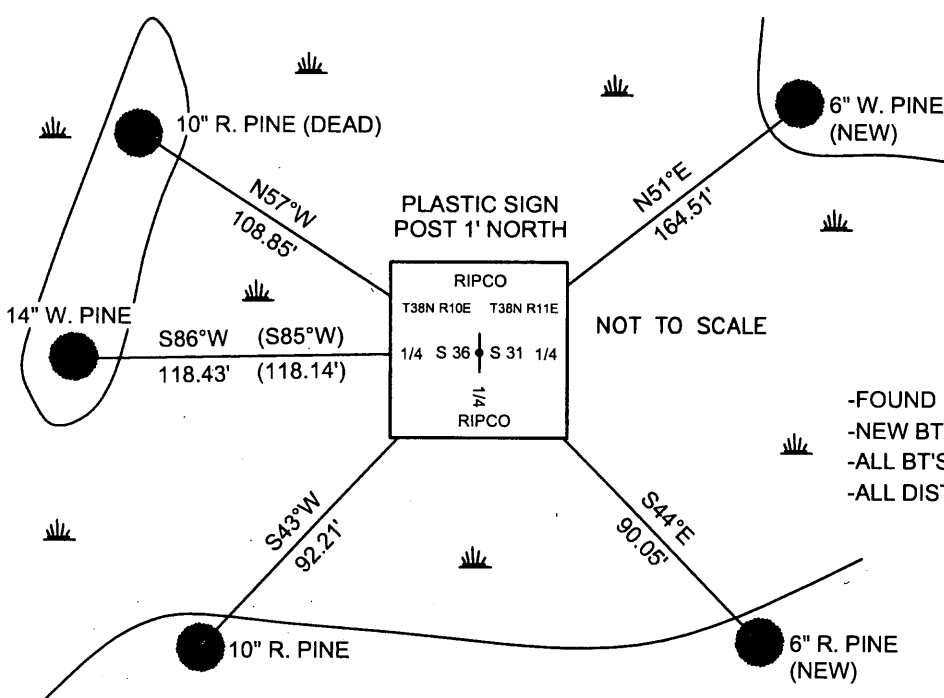 10" R. PINE (DEAD)
6" W. PINE
(NEW)
N57°W
108.85'
PLASTIC SIGN
POST 1' NORTH
N51°E
164.51'
RIPCO
T38N R10E T38N R11E
14" W. PINE
S86°W (S85°W)
118.43' (118.14')
1/4 S 36 S 31 1/4
1/4
RIPCO
NOT TO SCALE
-FOUND
-NEW BT
-ALL BT'S
-ALL DIST
S43°W
92.21'
S44°E
90.05'
10" R. PINE
6" R. PINE
(NEW)